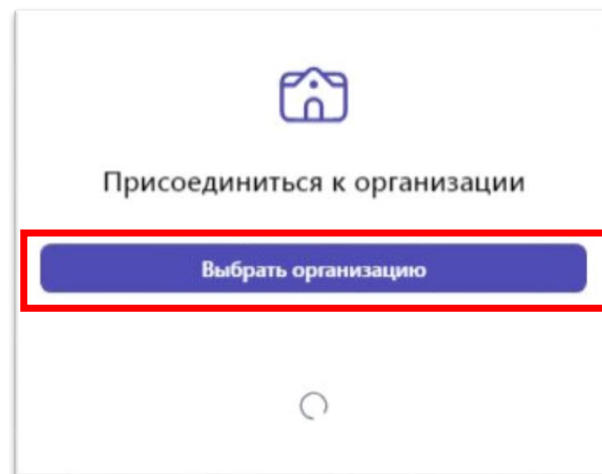 Присоединиться к организации
Выбрать организацию